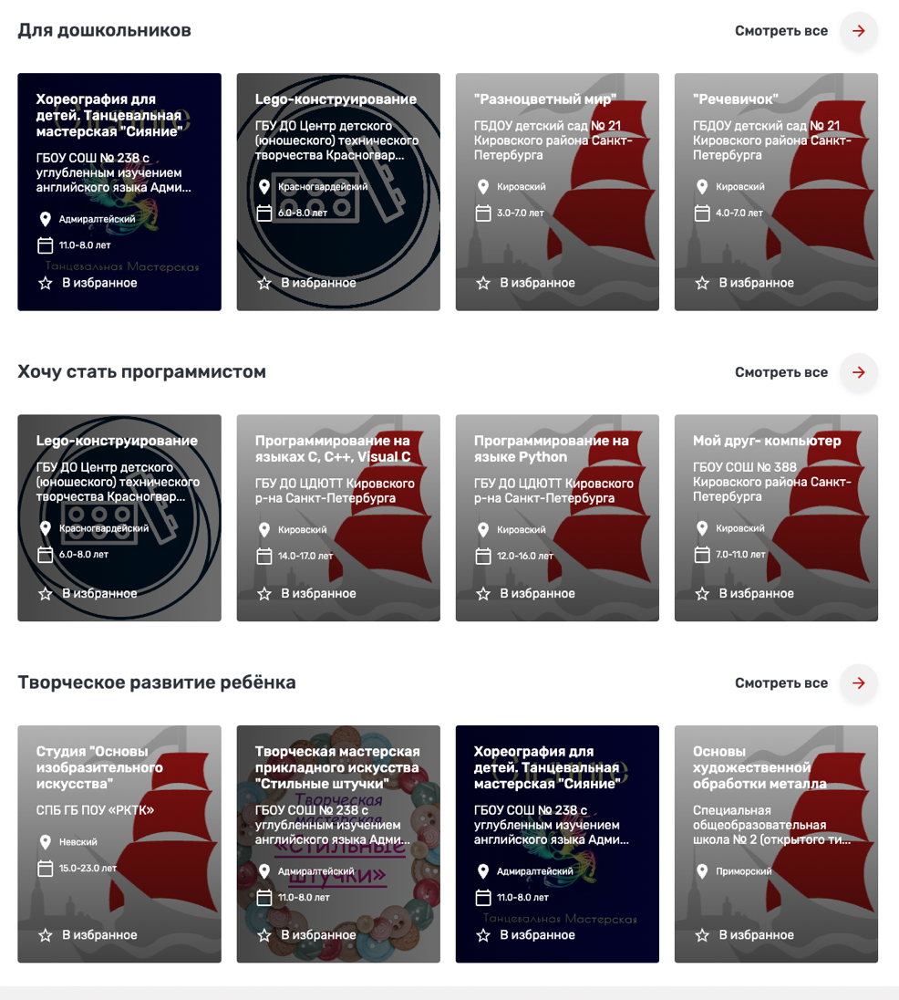 Для дошкольников
Смотреть все
Хореография для
детей. Танцевальная
мастерская "Сияние"
ГБОУ СОШ № 238 с
углубленным изучением
английского языка Адми...
Адмиралтейский
11.0-8.0 лет
Танцевальная Мастерская
В избранное
Lego-конструирование
ГБУ ДО Центр детского
(юношеского) технического
творчества Красногвар...
Красногвардейский
6.0-8.0 лет
В избранное
"Разноцветный мир"
ГБДОУ детский сад № 21
Кировского района Санкт-
Петербурга
Кировский
3.0-7.0 лет
В избранное
"Речевичок"
ГБДОУ детский сад № 21
Кировского района Санкт-
Петербурга
Кировский
4.0-7.0 лет
В избранное
Хочу стать программистом
Смотреть все
Lego-конструирование
ГБУ ДО Центр детского
(юношеского) технического
творчества Красногвар...
Красногвардейский
6.0-8.0 лет
В избранное
Программирование на
языках C, C++, Visual C
ГБУ ДО ЦДЮТТ Кировского
р-на Санкт-Петербурга
Кировский
14.0-17.0 лет
В избранное
Программирование на
языке Python
ГБУ ДО ЦДЮТТ Кировского
р-на Санкт-Петербурга
Кировский
12.0-16.0 лет
В избранное
Мой друг- компьютер
ГБОУ СОШ № 388
Кировского района Санкт-
Петербурга
Кировский
7.0-11.0 лет
В избранное
Творческое развитие ребёнка
Смотреть все
Студия "Основы
изобразительного
искусства"
СПБ ГБ ПОУ «РКТК»
Невский
15.0-23.0 лет
В избранное
Творческая мастерская
прикладного искусства
"Стильные штучки"
Творческая
мастерская
ГБОУ СОШ № 238 с
углубленным изучением
английского языка Адми...
«Стильные
штучки»
Адмиралтейский
11.0-8.0 лет
В избранное
Хореография для
детей. Танцевальная
мастерская "Сияние"
ГБОУ СОШ № 238 с
углубленным изучением
английского языка Адми...
Адмиралтейский
11.0-8.0 лет
Танцевальная Мастерская
В избранное
Основы
художественной
обработки металла
Специальная
общеобразовательная
школа № 2 (открытого ти...
Приморский
В избранное